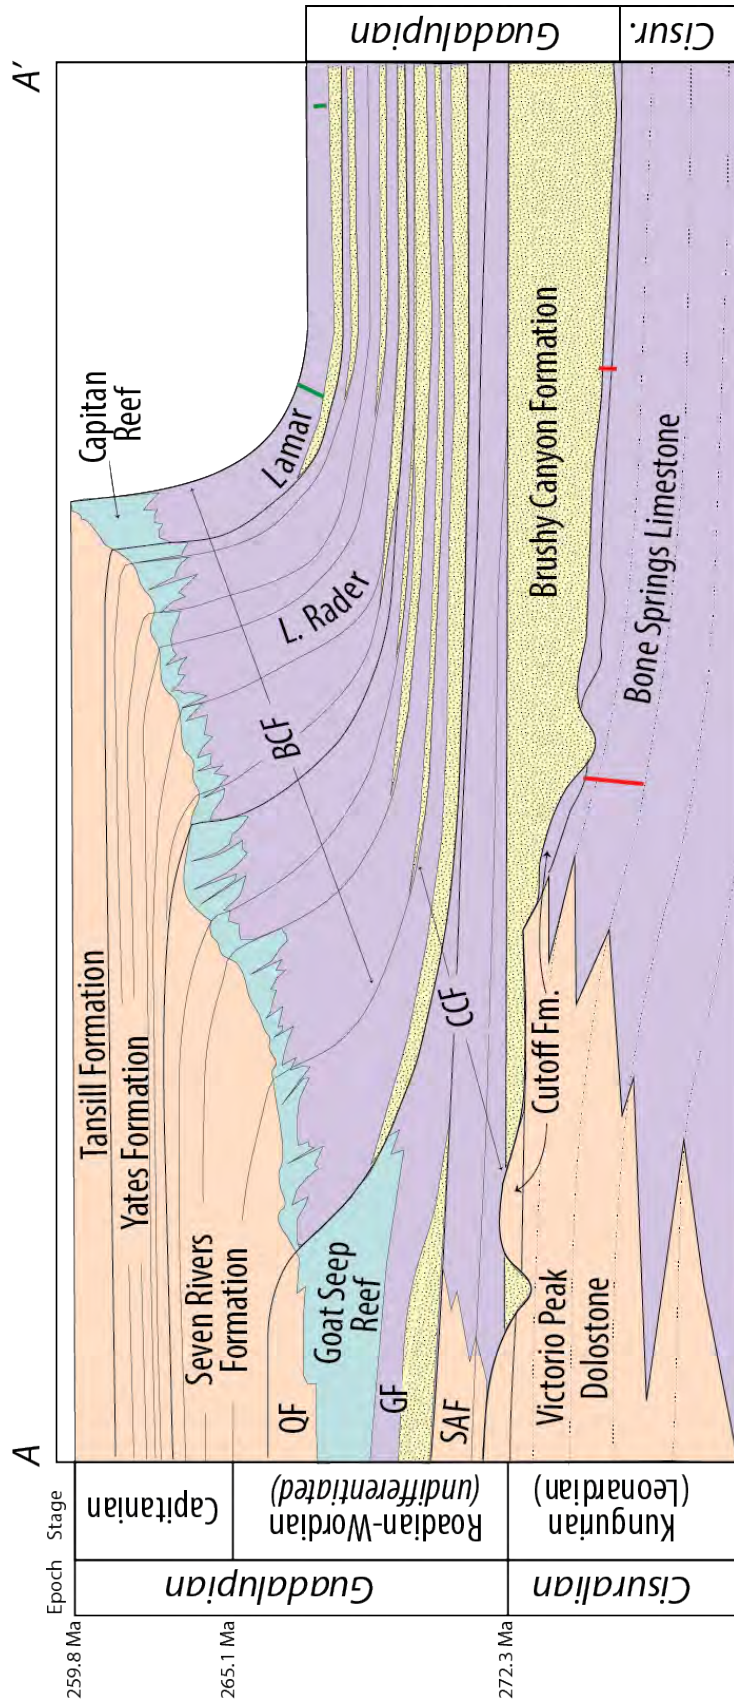 A
A′
Epoch
Stage
259.8 Ma
265.1 Ma
272.3 Ma
Guadalupian
Cisuralian
Capitanian
Roadian-Wordian
(undifferentiated)
Kungurian
(Leonardian)
Tansill Formation
Yates Formation
Seven Rivers
Formation
QF
Goat Seep
Reef
GF
SAF
Victorio Peak
Dolostone
Cutoff Fm.
CCF
BCF
L. Rader
Lamar
Capitan
Reef
Brushy Canyon Formation
Bone Springs Limestone
Guadalupian
Cisur.